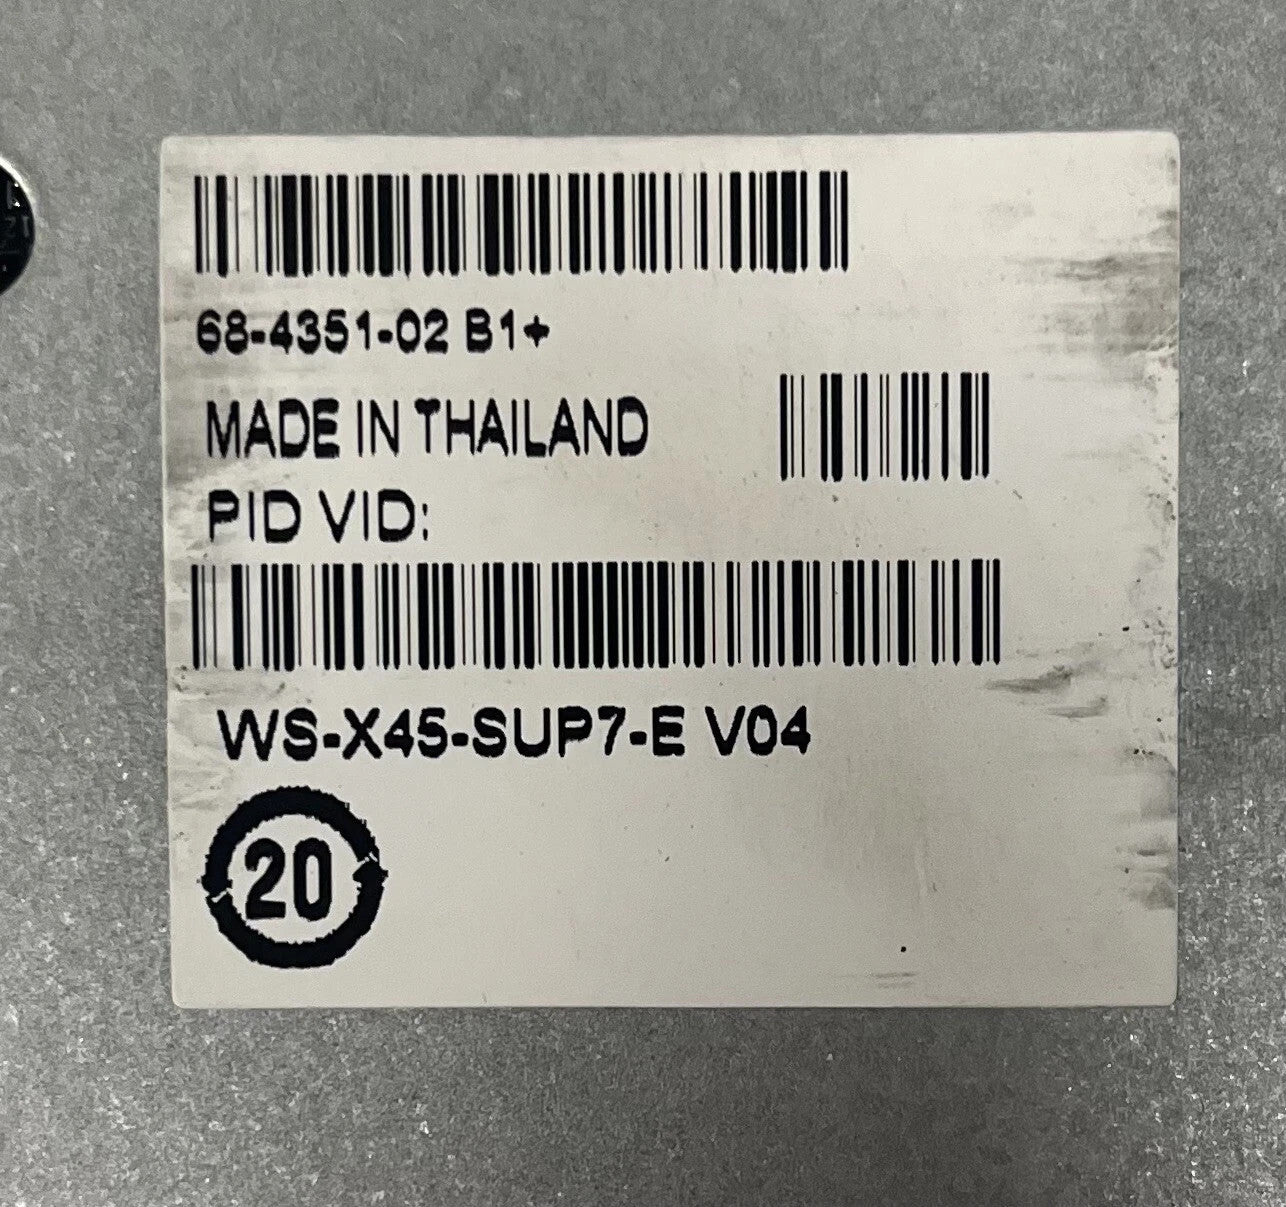 68-4351-02 B1+
MADE IN THAILAND
PID VID:
WS-X45-SUP7-E V04
20